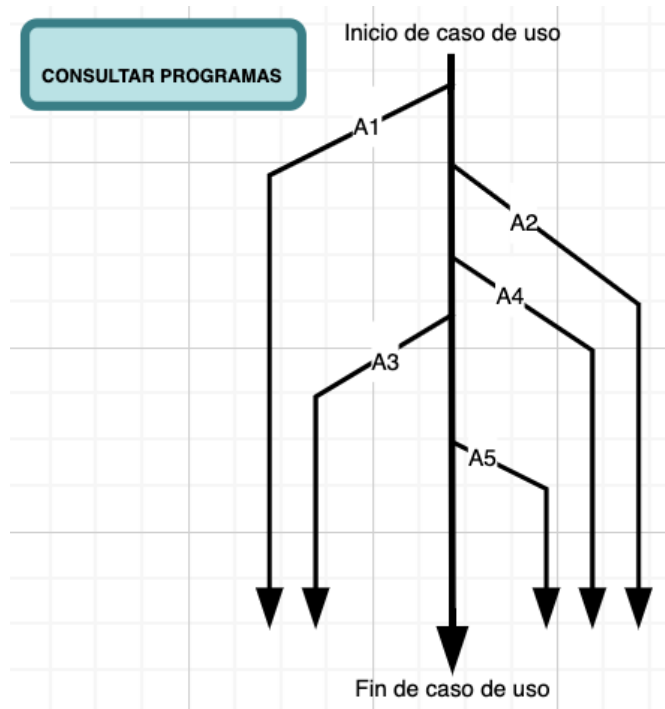 Inicio de caso de uso
CONSULTAR PROGRAMAS
A1
A2
A4
A3
A5
Fin de caso de uso